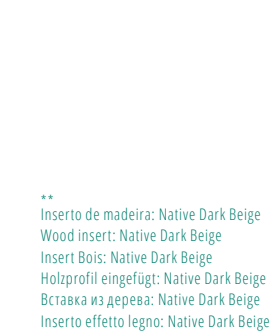 **
Inserto de madeira: Native Dark Beige
Wood insert: Native Dark Beige
Insert Bois: Native Dark Beige
Holzprofil eingefügt: Native Dark Beige
Вставка из дерева: Native Dark Beige
Inserto effetto legno: Native Dark Beige